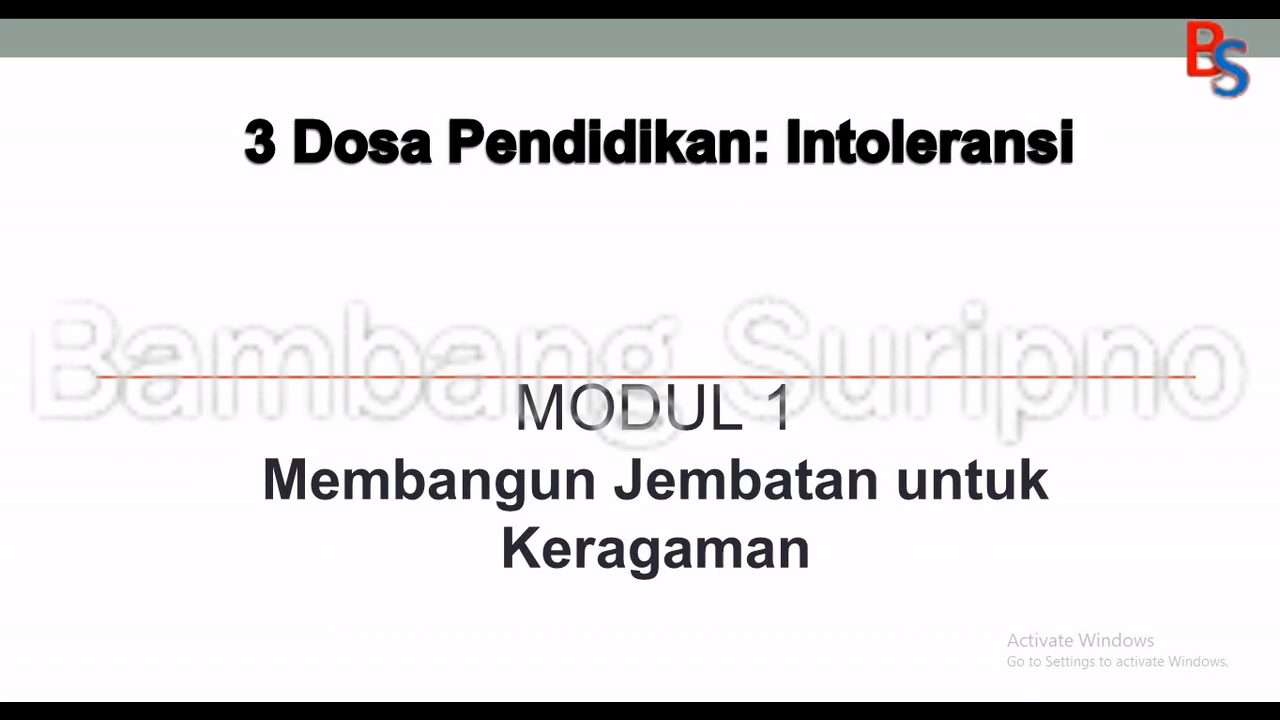 BS
3 Dosa Pendidikan: Intoleransi
Bambang Suripno
MODUL 1
Membangun Jembatan untuk
Keragaman
Activate Windows
Go to Settings to activate Windows.